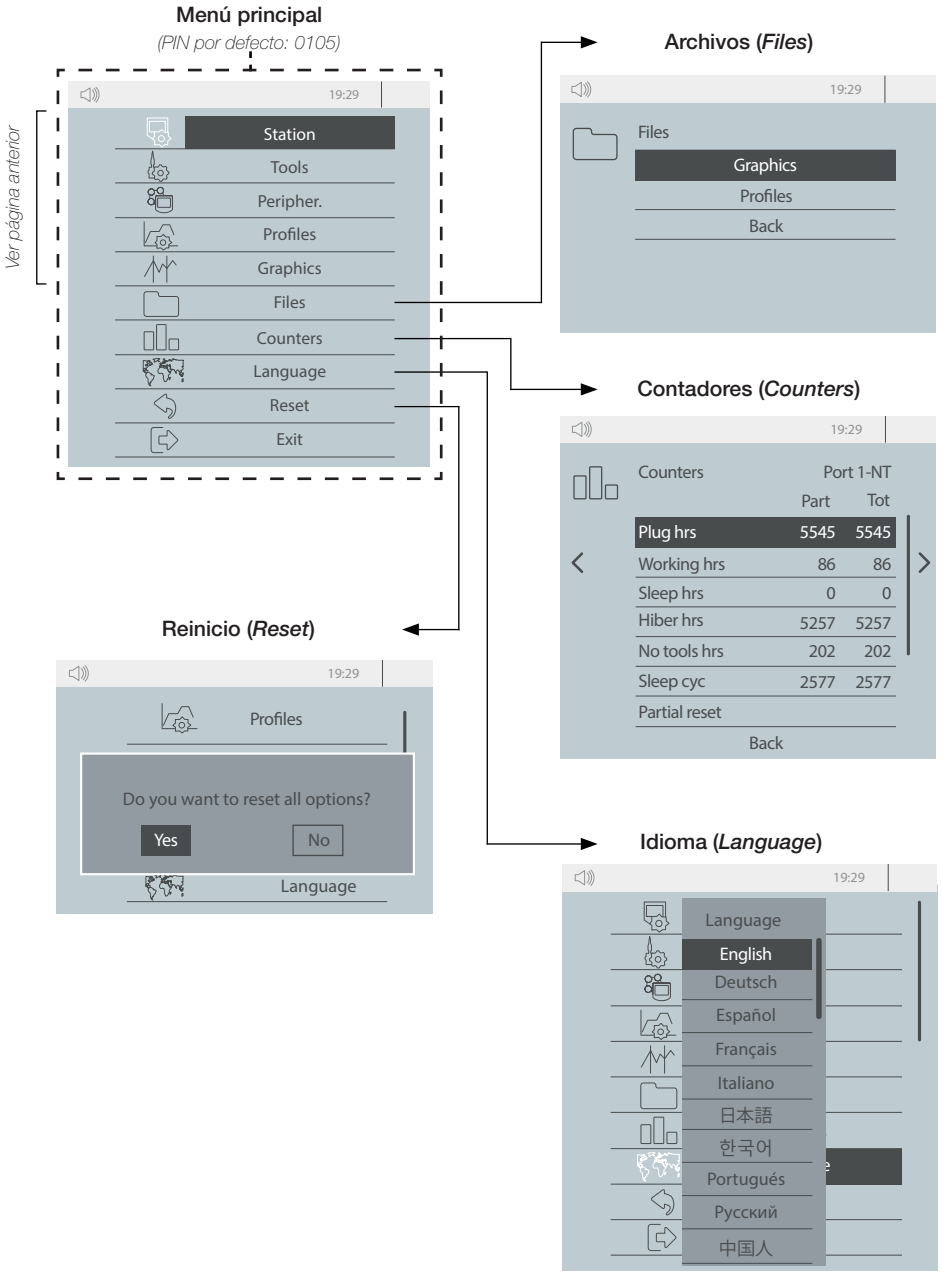 Menú principal
(PIN por defecto: 0105)
Ver página anterior
19:29
Station
Tools
Peripher.
Profiles
Graphics
Files
Counters
Language
Reset
Exit
Archivos (Files)
19:29
Files
Graphics
Profiles
Back
Contadores (Counters)
19:29
Counters Port 1-NT
Part Tot
Plug hrs 5545 5545
Working hrs 86 86
Sleep hrs 0 0
Hiber hrs 5257 5257
No tools hrs 202 202
Sleep cyc 2577 2577
Partial reset
Back
Reinicio (Reset)
19:29
Profiles
Do you want to reset all options?
Yes No
Language
Idioma (Language)
19:29
Language
English
Deutsch
Español
Français
Italiano
日本語
한국어
Portugués
Русский
中国人